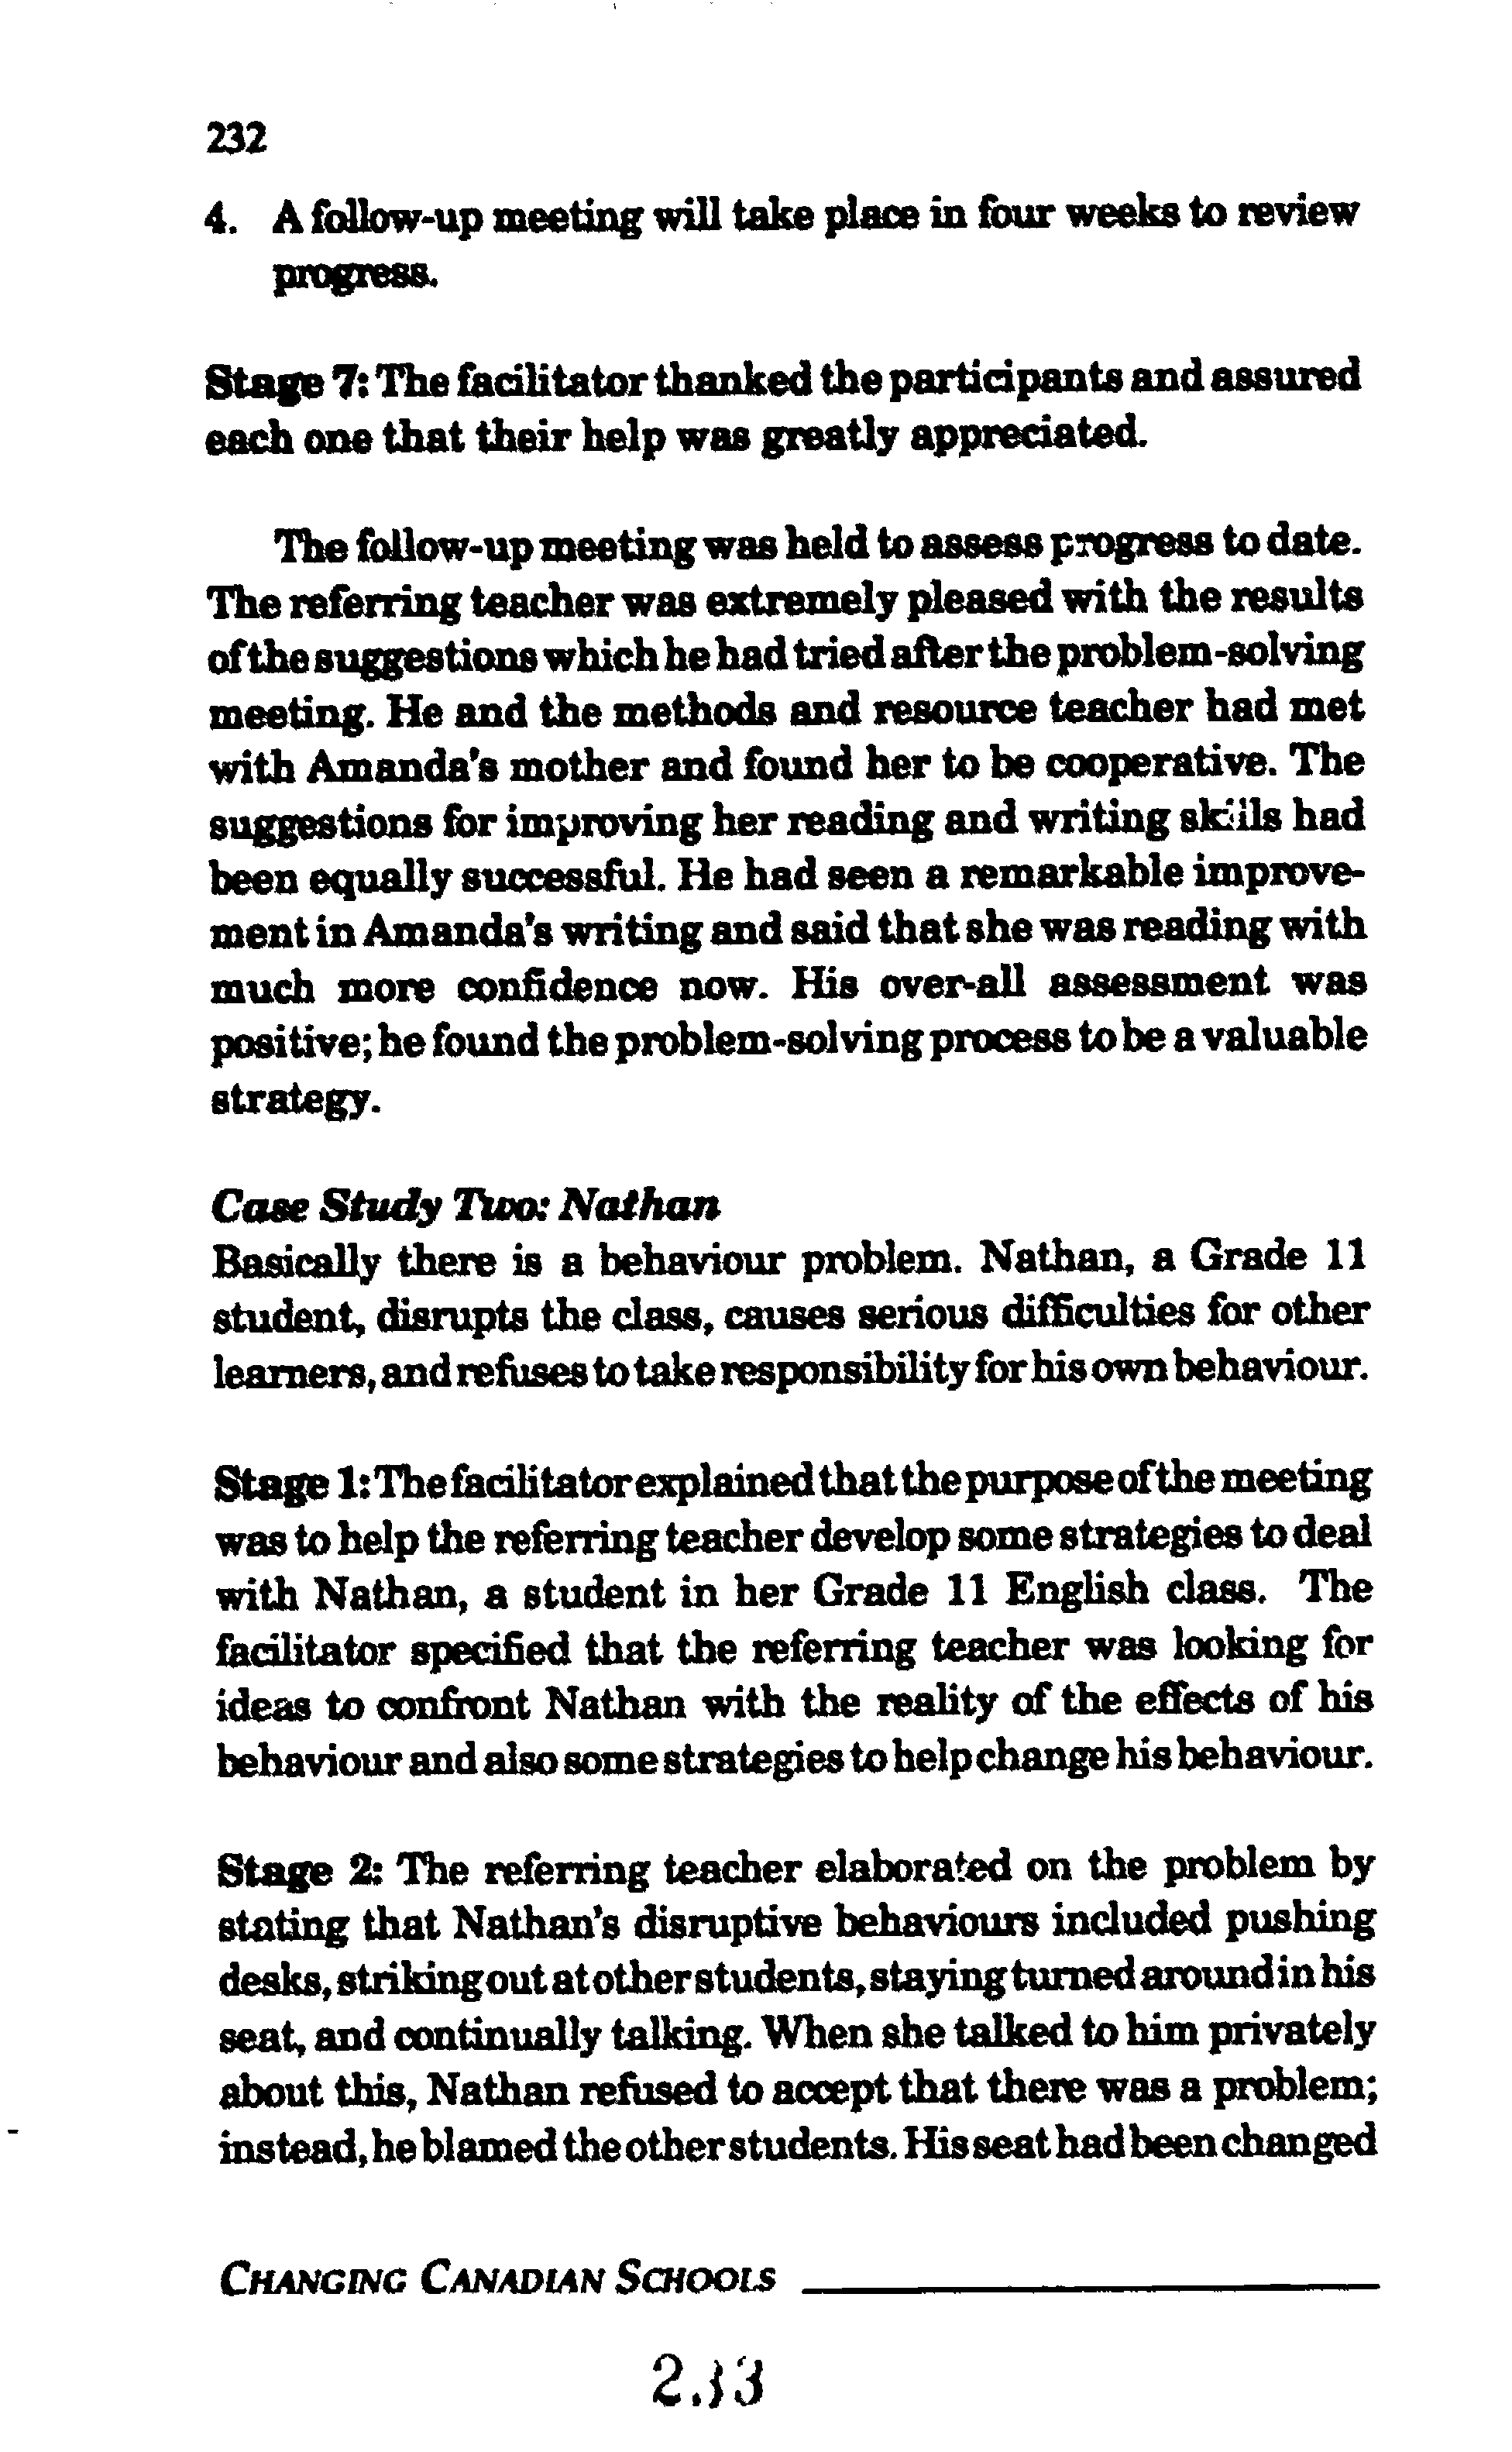 232
4. A follow-up meeting will take place in four weeks to review
progress.
Stage 7: The facilitator thanked the participants and assured
each one that their help was greatly appreciated.
The follow-up meeting was held to assess progress to date.
The referring teacher was extremely pleased with the results
of the suggestions which he had tried after the problem-solving
meeting. He and the methods and resource teacher had met
with Amanda's mother and found her to be cooperative. The
suggestions for improving her reading and writing skills had
been equally successful. He had seen a remarkable improve-
ment in Amanda's writing and said that she was reading with
much more confidence now. His over-all assessment was
positive; he found the problem-solving process to be a valuable
strategy.
Case Study Two: Nathan
Basically there is a behaviour problem. Nathan, a Grade 11
student, disrupts the class, causes serious difficulties for other
learners, and refuses to take responsibility for his own behaviour.
Stage 1: The facilitator explained that the purpose of the meeting
was to help the referring teacher develop some strategies to deal
with Nathan, a student in her Grade 11 English class. The
facilitator specified that the referring teacher was looking for
ideas to confront Nathan with the reality of the effects of his
behaviour and also some strategies to help change his behaviour.
Stage 2: The referring teacher elaborated on the problem by
stating that Nathan's disruptive behaviours included pushing
desks, striking out at other students, staying turned around in his
seat, and continually talking. When she talked to him privately
about this, Nathan refused to accept that there was a problem;
instead, he blamed the other students. His seat had been changed
CHANGING CANADIAN SCHOOLS
233